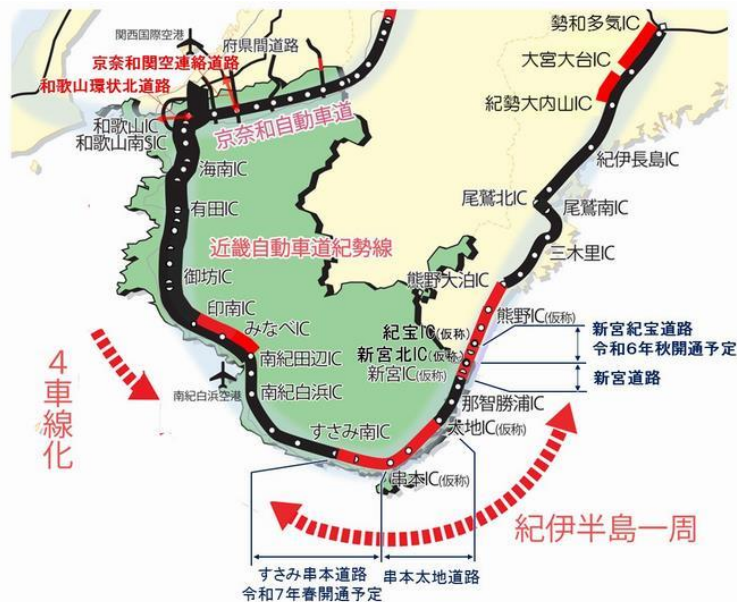 関西国際空港
府県間道路
京奈和関空連絡道路
和歌山環状北道路
和歌山IC
和歌山南SIC
京奈和自動車道
海南IC
有田IC
近畿自動車道紀勢線
御坊IC
印南IC
みなべIC
南紀田辺IC
南紀白浜空港
南紀白浜IC
すさみ南IC
4車線化
勢和多気IC
大宮大台IC
紀勢大内山IC
紀伊長島IC
尾鷲北IC
尾鷲南IC
三木里IC
熊野大泊IC
熊野IC(仮称)
紀宝IC(仮称)
新宮北IC(仮称)
新宮IC(仮称)
新宮紀宝道路
令和6年秋開通予定
新宮道路
那智勝浦IC
太地IC(仮称)
串本IC(仮称)
紀伊半島一周
すさみ串本道路
令和7年春開通予定
串本太地道路